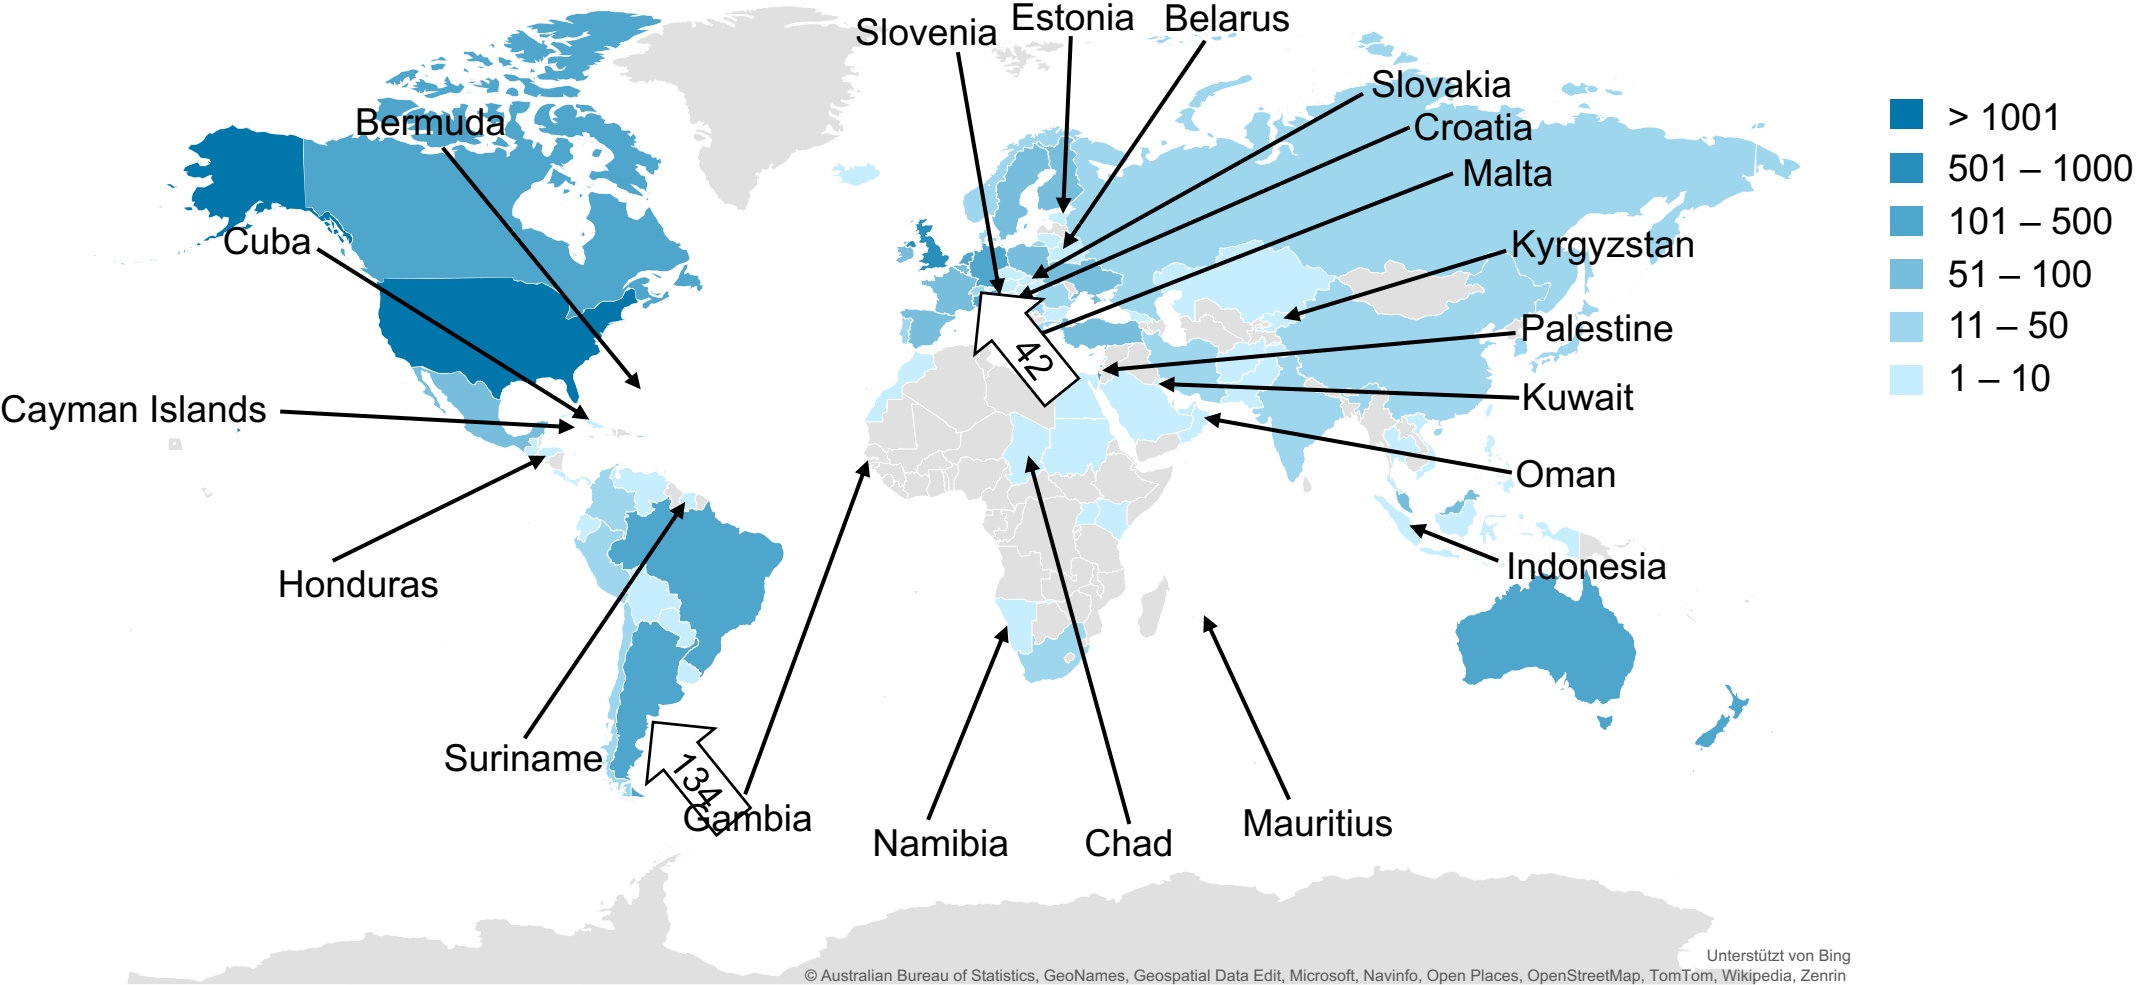 Slovenia
Estonia
Belarus
Slovakia
Croatia
Malta
Bermuda
Cuba
Cayman Islands
Honduras
Suriname
Gambia
Namibia
Chad
Mauritius
Kyrgyzstan
Palestine
Kuwait
Oman
Indonesia
42
134
> 1001
501 – 1000
101 – 500
51 – 100
11 – 50
1 – 10
Unterstützt von Bing
© Australian Bureau of Statistics, GeoNames, Geospatial Data Edit, Microsoft, Navinfo, Open Places, OpenStreetMap, TomTom, Wikipedia, Zenrin